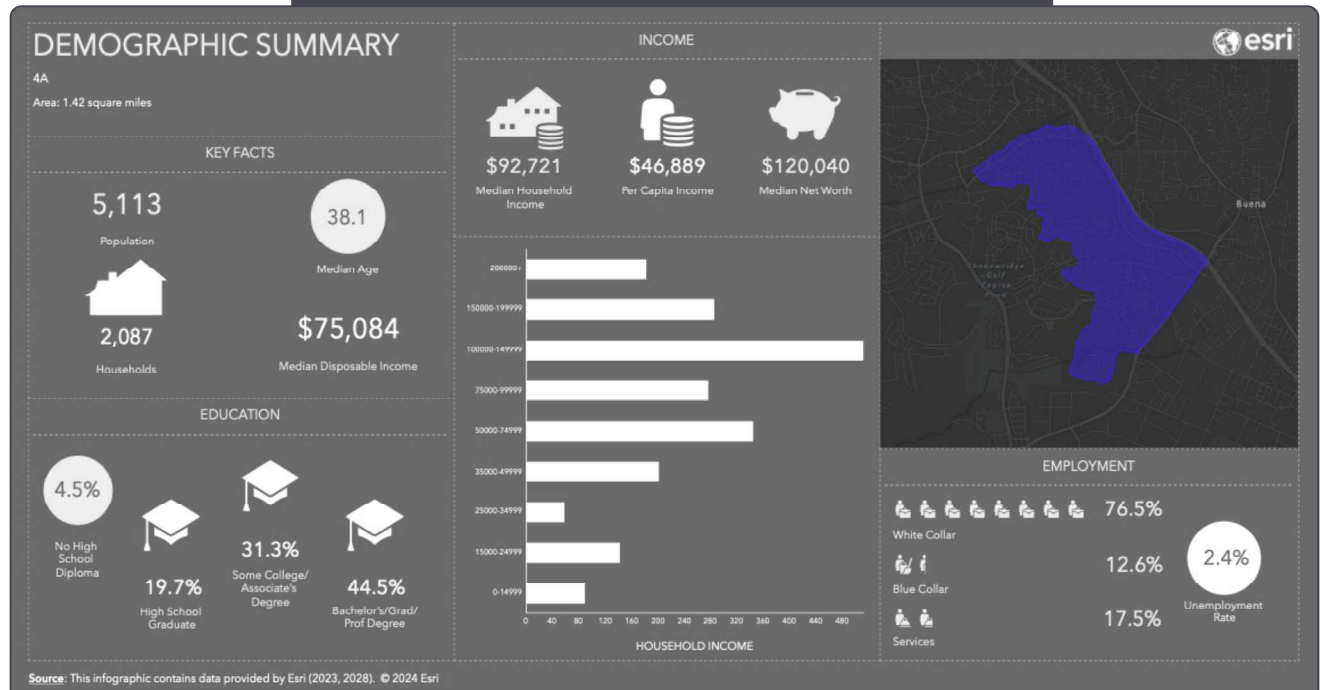 DEMOGRAPHIC SUMMARY
4A
Area: 1.42 square miles
KEY FACTS
5,113
Population
38.1
Median Age
2,087
Households
$75,084
Median Disposable Income
EDUCATION
4.5%
No High
School
Diploma
19.7%
High School
Graduate
31.3%
Some College/
Associate's
Degree
44.5%
Bachelor's/Grad/
Prof Degree
INCOME
$92,721
Median Household
Income
$46,889
Per Capita Income
$120,040
Median Net Worth
200000+
150000-199999
100000-149999
75000-99999
50000-74999
35000-49999
25000-34999
15000-24999
0-14999
0 40 80 120 160 200 240 280 320 360 400 440 480
HOUSEHOLD INCOME
esri
Buena
Shadowridge
Golf
Course
Pond
EMPLOYMENT
76.5%
White Collar
12.6%
Blue Collar
17.5%
Services
2.4%
Unemployment
Rate
Source: This infographic contains data provided by Esri (2023, 2028). © 2024 Esri